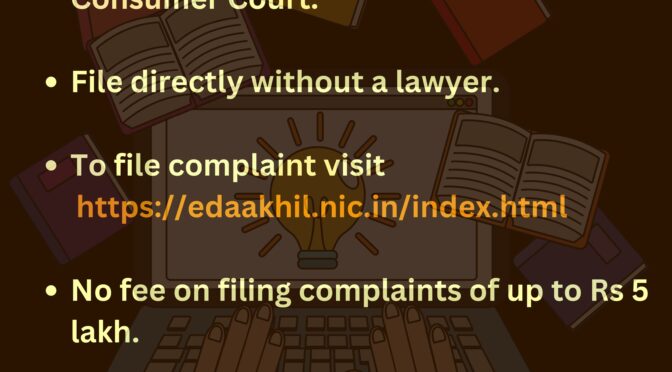 Consumer Court.
• File directly without a lawyer.
• To file complaint visit
https://edaakhil.nic.in/index.html
• No fee on filing complaints of up to Rs 5
lakh.